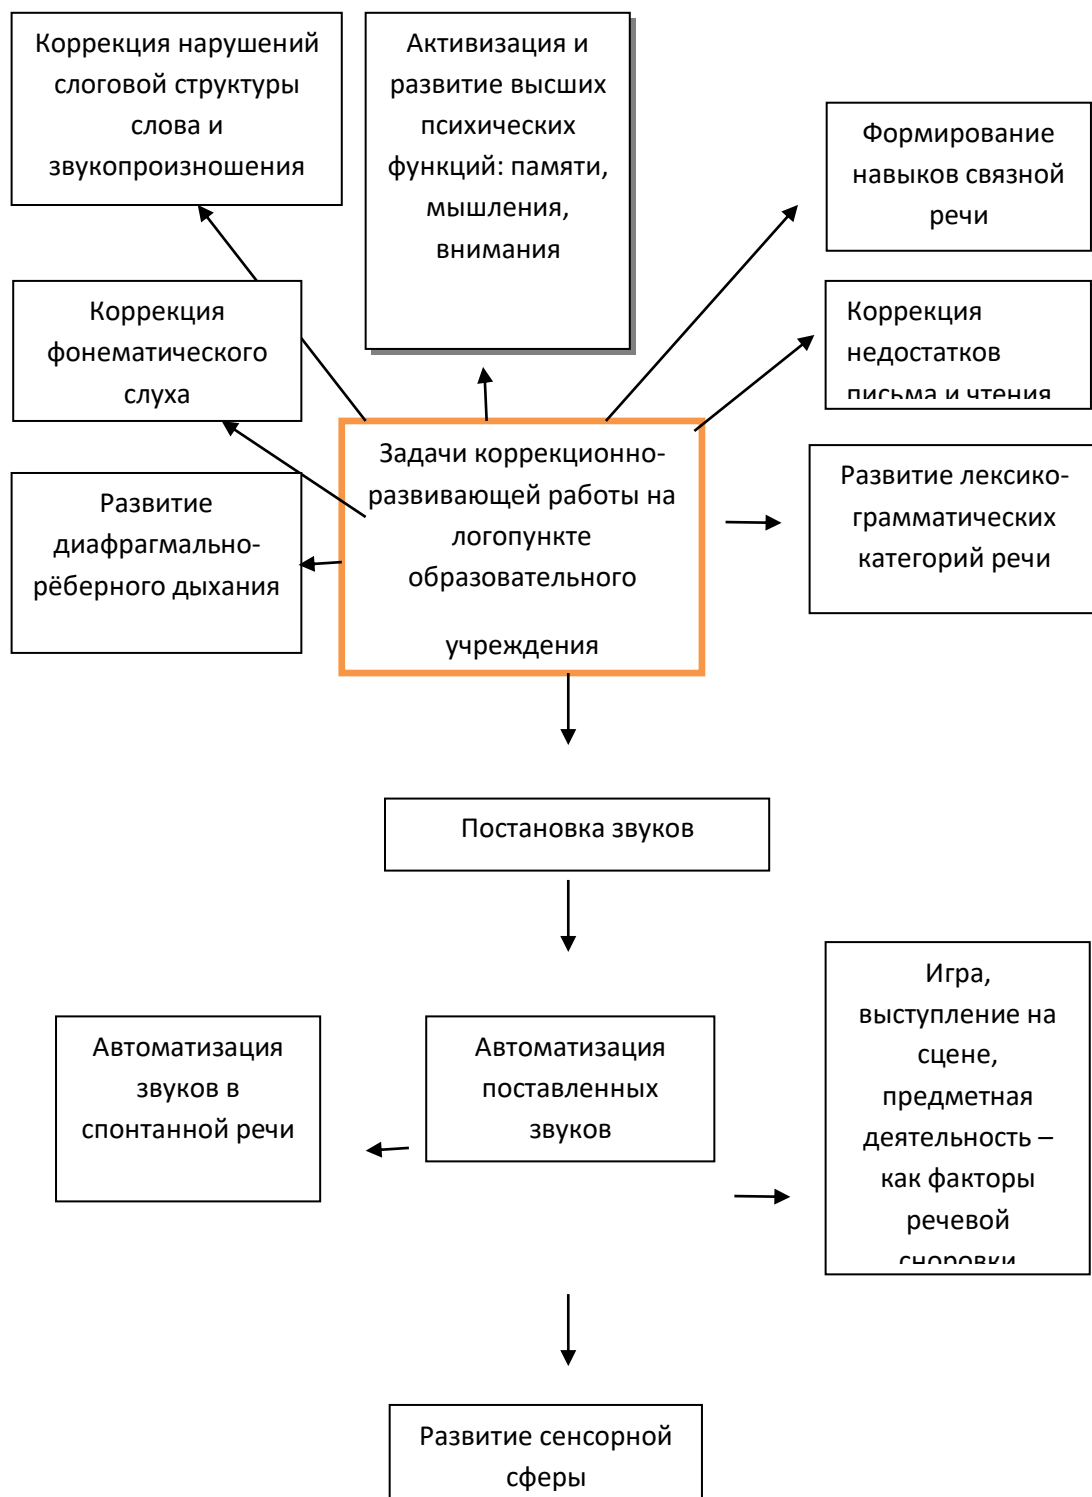 Коррекция нарушений
слоговой структуры
слова и
звукопроизношения
Активизация и
развитие высших
психических
функций: памяти,
мышления,
внимания
Формирование
навыков связной
речи
Коррекция
фонематического
слуха
Коррекция
недостатков
письма и чтения
Развитие
диафрагмально-
рёберного дыхания
Задачи коррекционно-
развивающей работы на
логопункте
образовательного
учреждения
Развитие лексико-
грамматических
категорий речи
Постановка звуков
Автоматизация
звуков в
спонтанной речи
Автоматизация
поставленных
звуков
Игра,
выступление на
сцене,
предметная
деятельность –
как факторы
речевой
сноровки
Развитие сенсорной
сферы